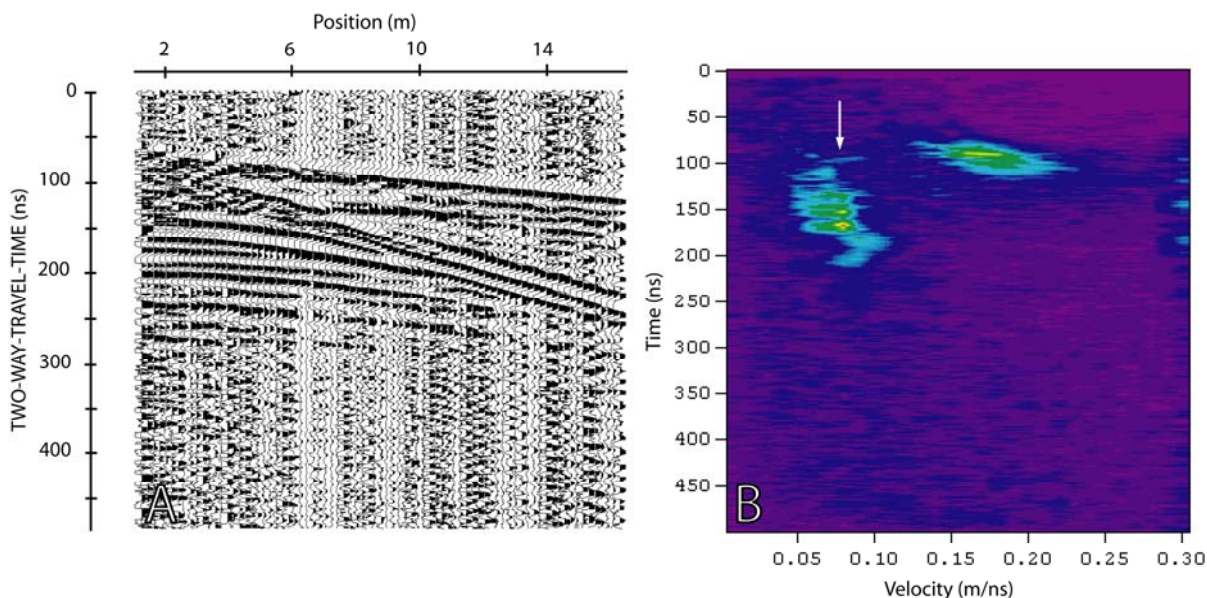 Position (m)
2 6 10 14
TWO-WAY-TRAVEL-TIME (ns)
0
100
200
300
400
A
Time (ns)
0
50
100
150
200
250
300
350
400
450
B
0.05 0.10 0.15 0.20 0.25 0.30
Velocity (m/ns)